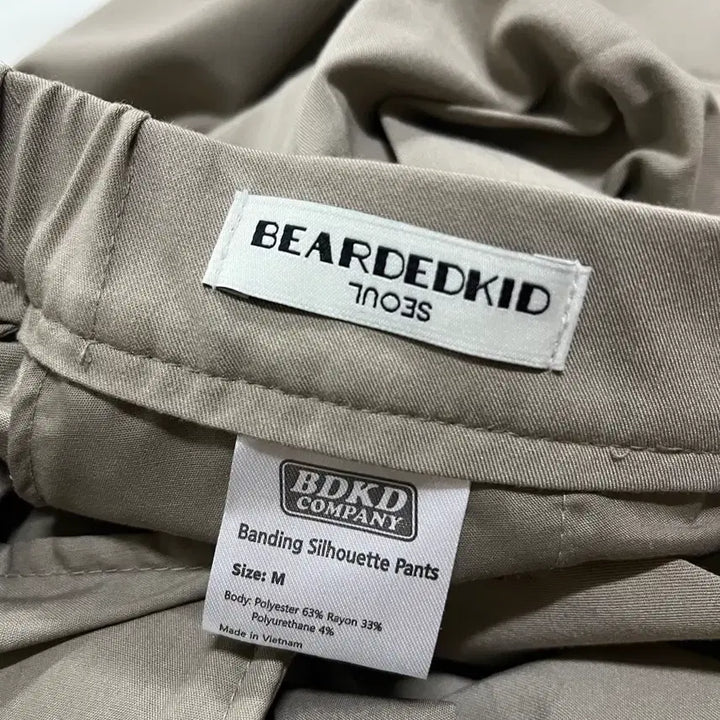 BEARDEDKID
SEOUL
BDKD
COMPANY
Banding Silhouette Pants
Size: M
Body: Polyester 63% Rayon 33%
Polyurethane 4%
Made in Vietnam